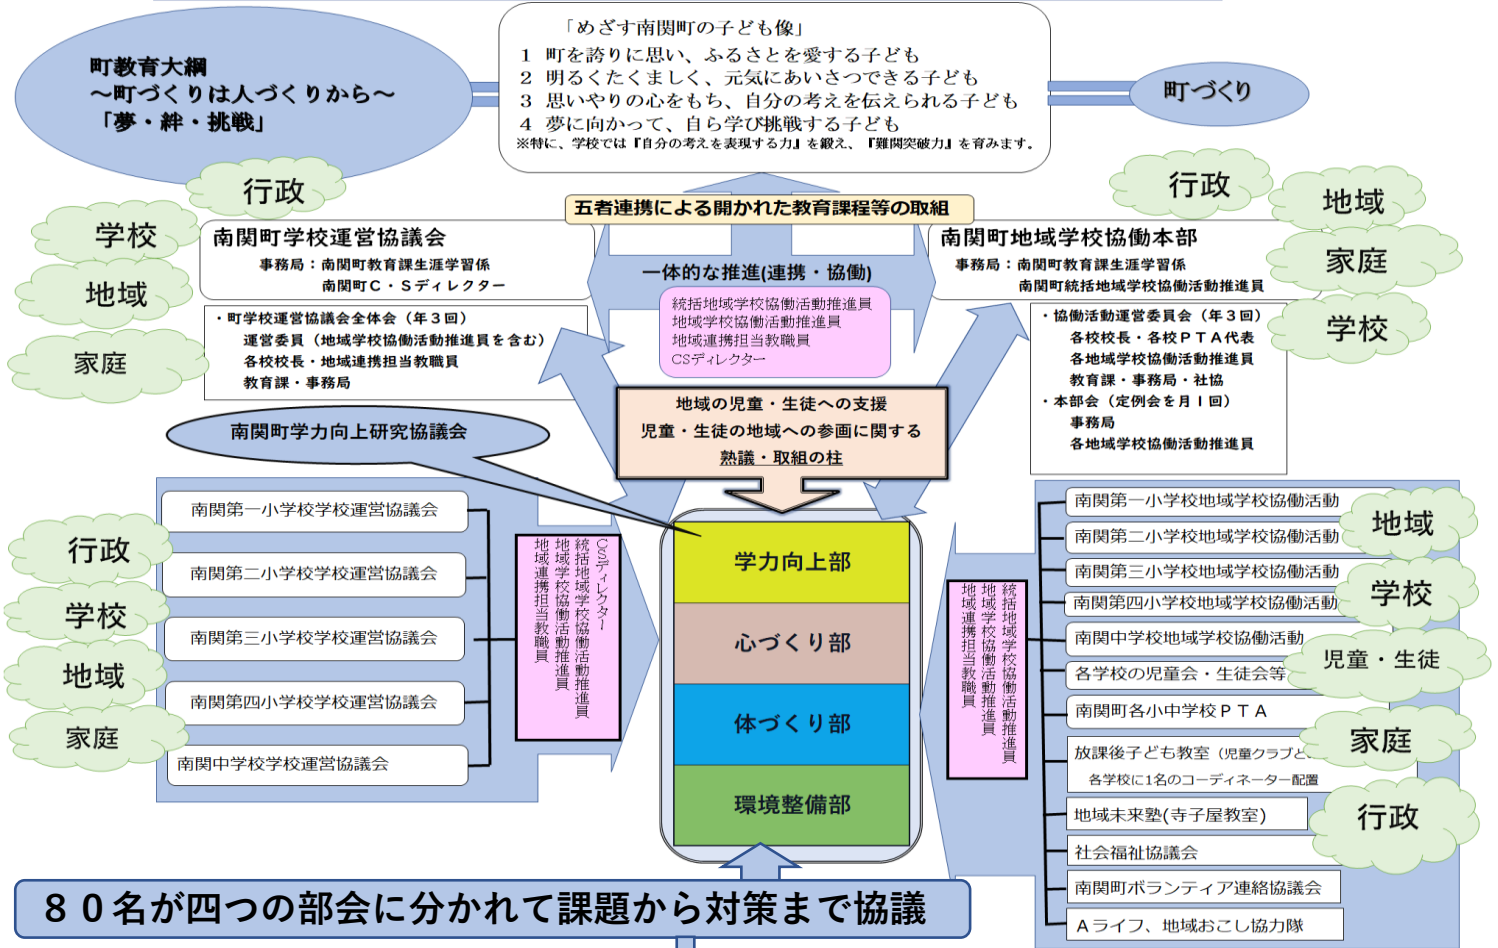 町教育大綱
～町づくりは人づくりから～
「夢・絆・挑戦」
「めざす南関町の子ども像」
１ 町を誇りに思い、ふるさとを愛する子ども
２ 明るくたくましく、元気にあいさつできる子ども
３ 思いやりの心をもち、自分の考えを伝えられる子ども
４ 夢に向かって、自ら学び挑戦する子ども
※特に、学校では『自分の考えを表現する力』を鍛え、『難関突破力』を育みます。
町づくり
行政
学校
地域
家庭
南関町学校運営協議会
事務局：南関町教育課生涯学習係
南関町Ｃ・Ｓディレクター
・町学校運営協議会全体会（年３回）
運営委員（地域学校協働活動推進員を含む）
各校校長・地域連携担当教職員
教育課・事務局
五者連携による開かれた教育課程等の取組
一体的な推進(連携・協働)
統括地域学校協働活動推進員
地域学校協働活動推進員
地域連携担当教職員
CSディレクター
行政
地域
家庭
学校
南関町地域学校協働本部
事務局：南関町教育課生涯学習係
南関町統括地域学校協働活動推進員
・協働活動運営委員会（年３回）
各校校長・各校ＰＴＡ代表
各地域学校協働活動推進員
教育課・事務局・社協
・本部会（定例会を月１回）
事務局
各地域学校協働活動推進員
地域の児童・生徒への支援
児童・生徒の地域への参画に関する
熟議・取組の柱
南関町学力向上研究協議会
行政
学校
地域
家庭
南関第一小学校学校運営協議会
南関第二小学校学校運営協議会
南関第三小学校学校運営協議会
南関第四小学校学校運営協議会
南関中学校学校運営協議会
CSディレクター
統括地域学校協働活動推進員
地域学校協働活動推進員
地域連携担当教職員
学力向上部
心づくり部
体づくり部
環境整備部
統括地域学校協働活動推進員
地域学校協働活動推進員
地域連携担当教職員
南関第一小学校地域学校協働活動
南関第二小学校地域学校協働活動
南関第三小学校地域学校協働活動
南関第四小学校地域学校協働活動
南関中学校地域学校協働活動
各学校の児童会・生徒会等
南関町各小中学校ＰＴＡ
放課後子ども教室（児童クラブと
各学校に1名のコーディネーター配置
地域未来塾(寺子屋教室)
社会福祉協議会
南関町ボランティア連絡協議会
Ａライフ、地域おこし協力隊
地域
学校
児童・生徒
家庭
行政
８０名が四つの部会に分かれて課題から対策まで協議